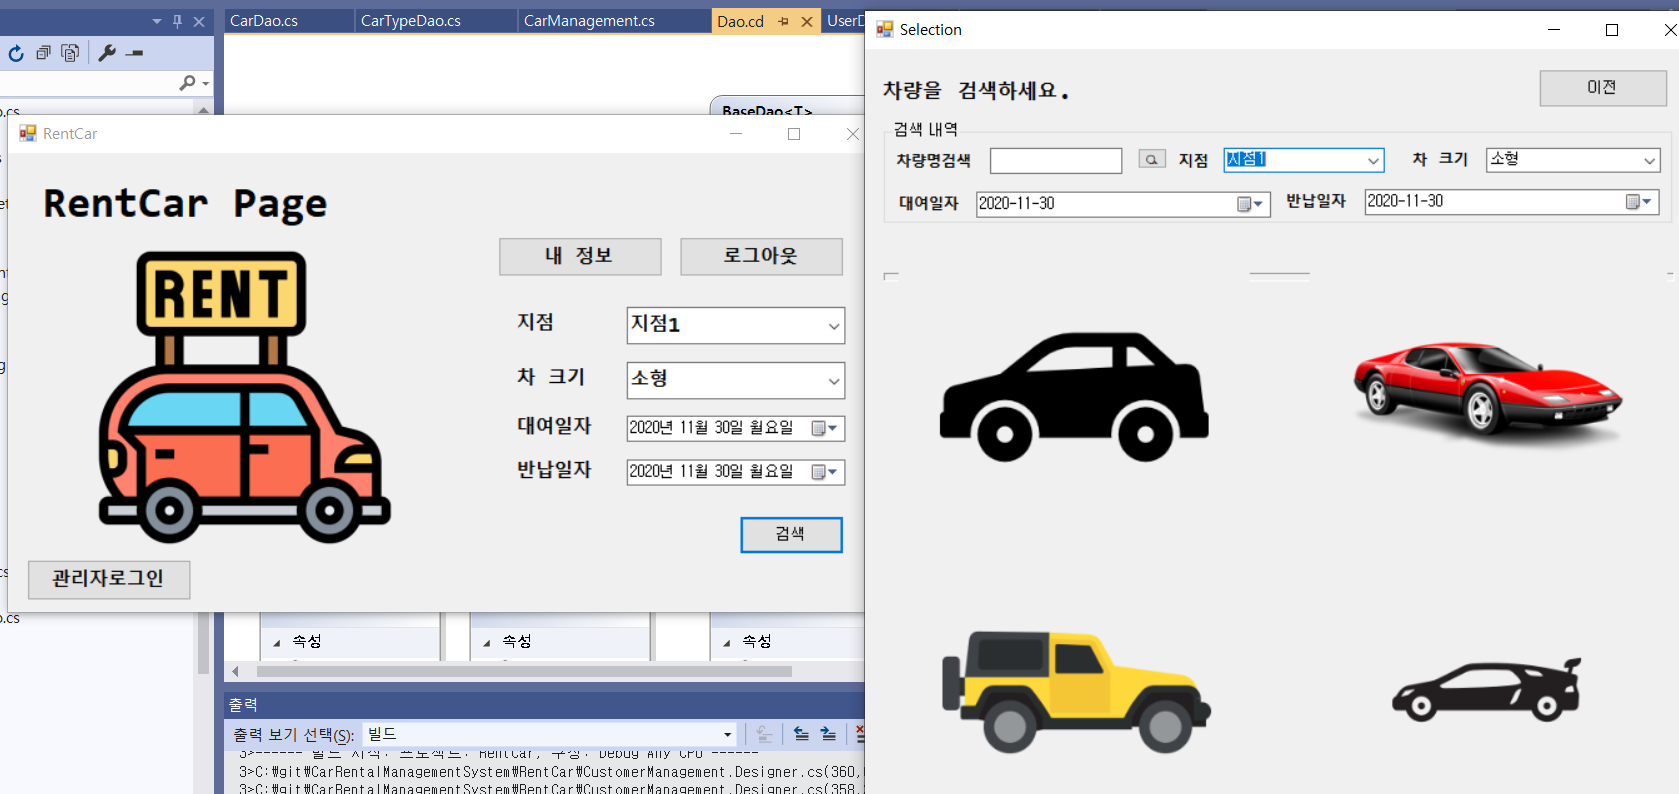 CarDao.cs
CarTypeDao.cs
CarManagement.cs
Dao.cd
UserD
BaseDao<T>
RentCar
RentCar Page
RENT
내 정보
로그아웃
지점
지점1
차 크기
소형
대여일자
2020년 11월 30일 월요일
반납일자
2020년 11월 30일 월요일
검색
관리자로그인
Selection
차량을 검색하세요.
이전
검색 내역
차량명검색
지점
지점1
차 크기
소형
대여일자
2020-11-30
반납일자
2020-11-30
속성
속성
속성
출력
출력 보기 선택(S):
빌드
3>------ 빌드 시작: 프로젝트: RentCar, 구성: Debug Any CPU ------
3>C:\git\CarRentalManagementSystem\RentCar\CustomerManagement.Designer.cs(360,
3>C:\git\CarRentalManagementSystem\RentCar\CustomerManagement.Designer.cs(358,